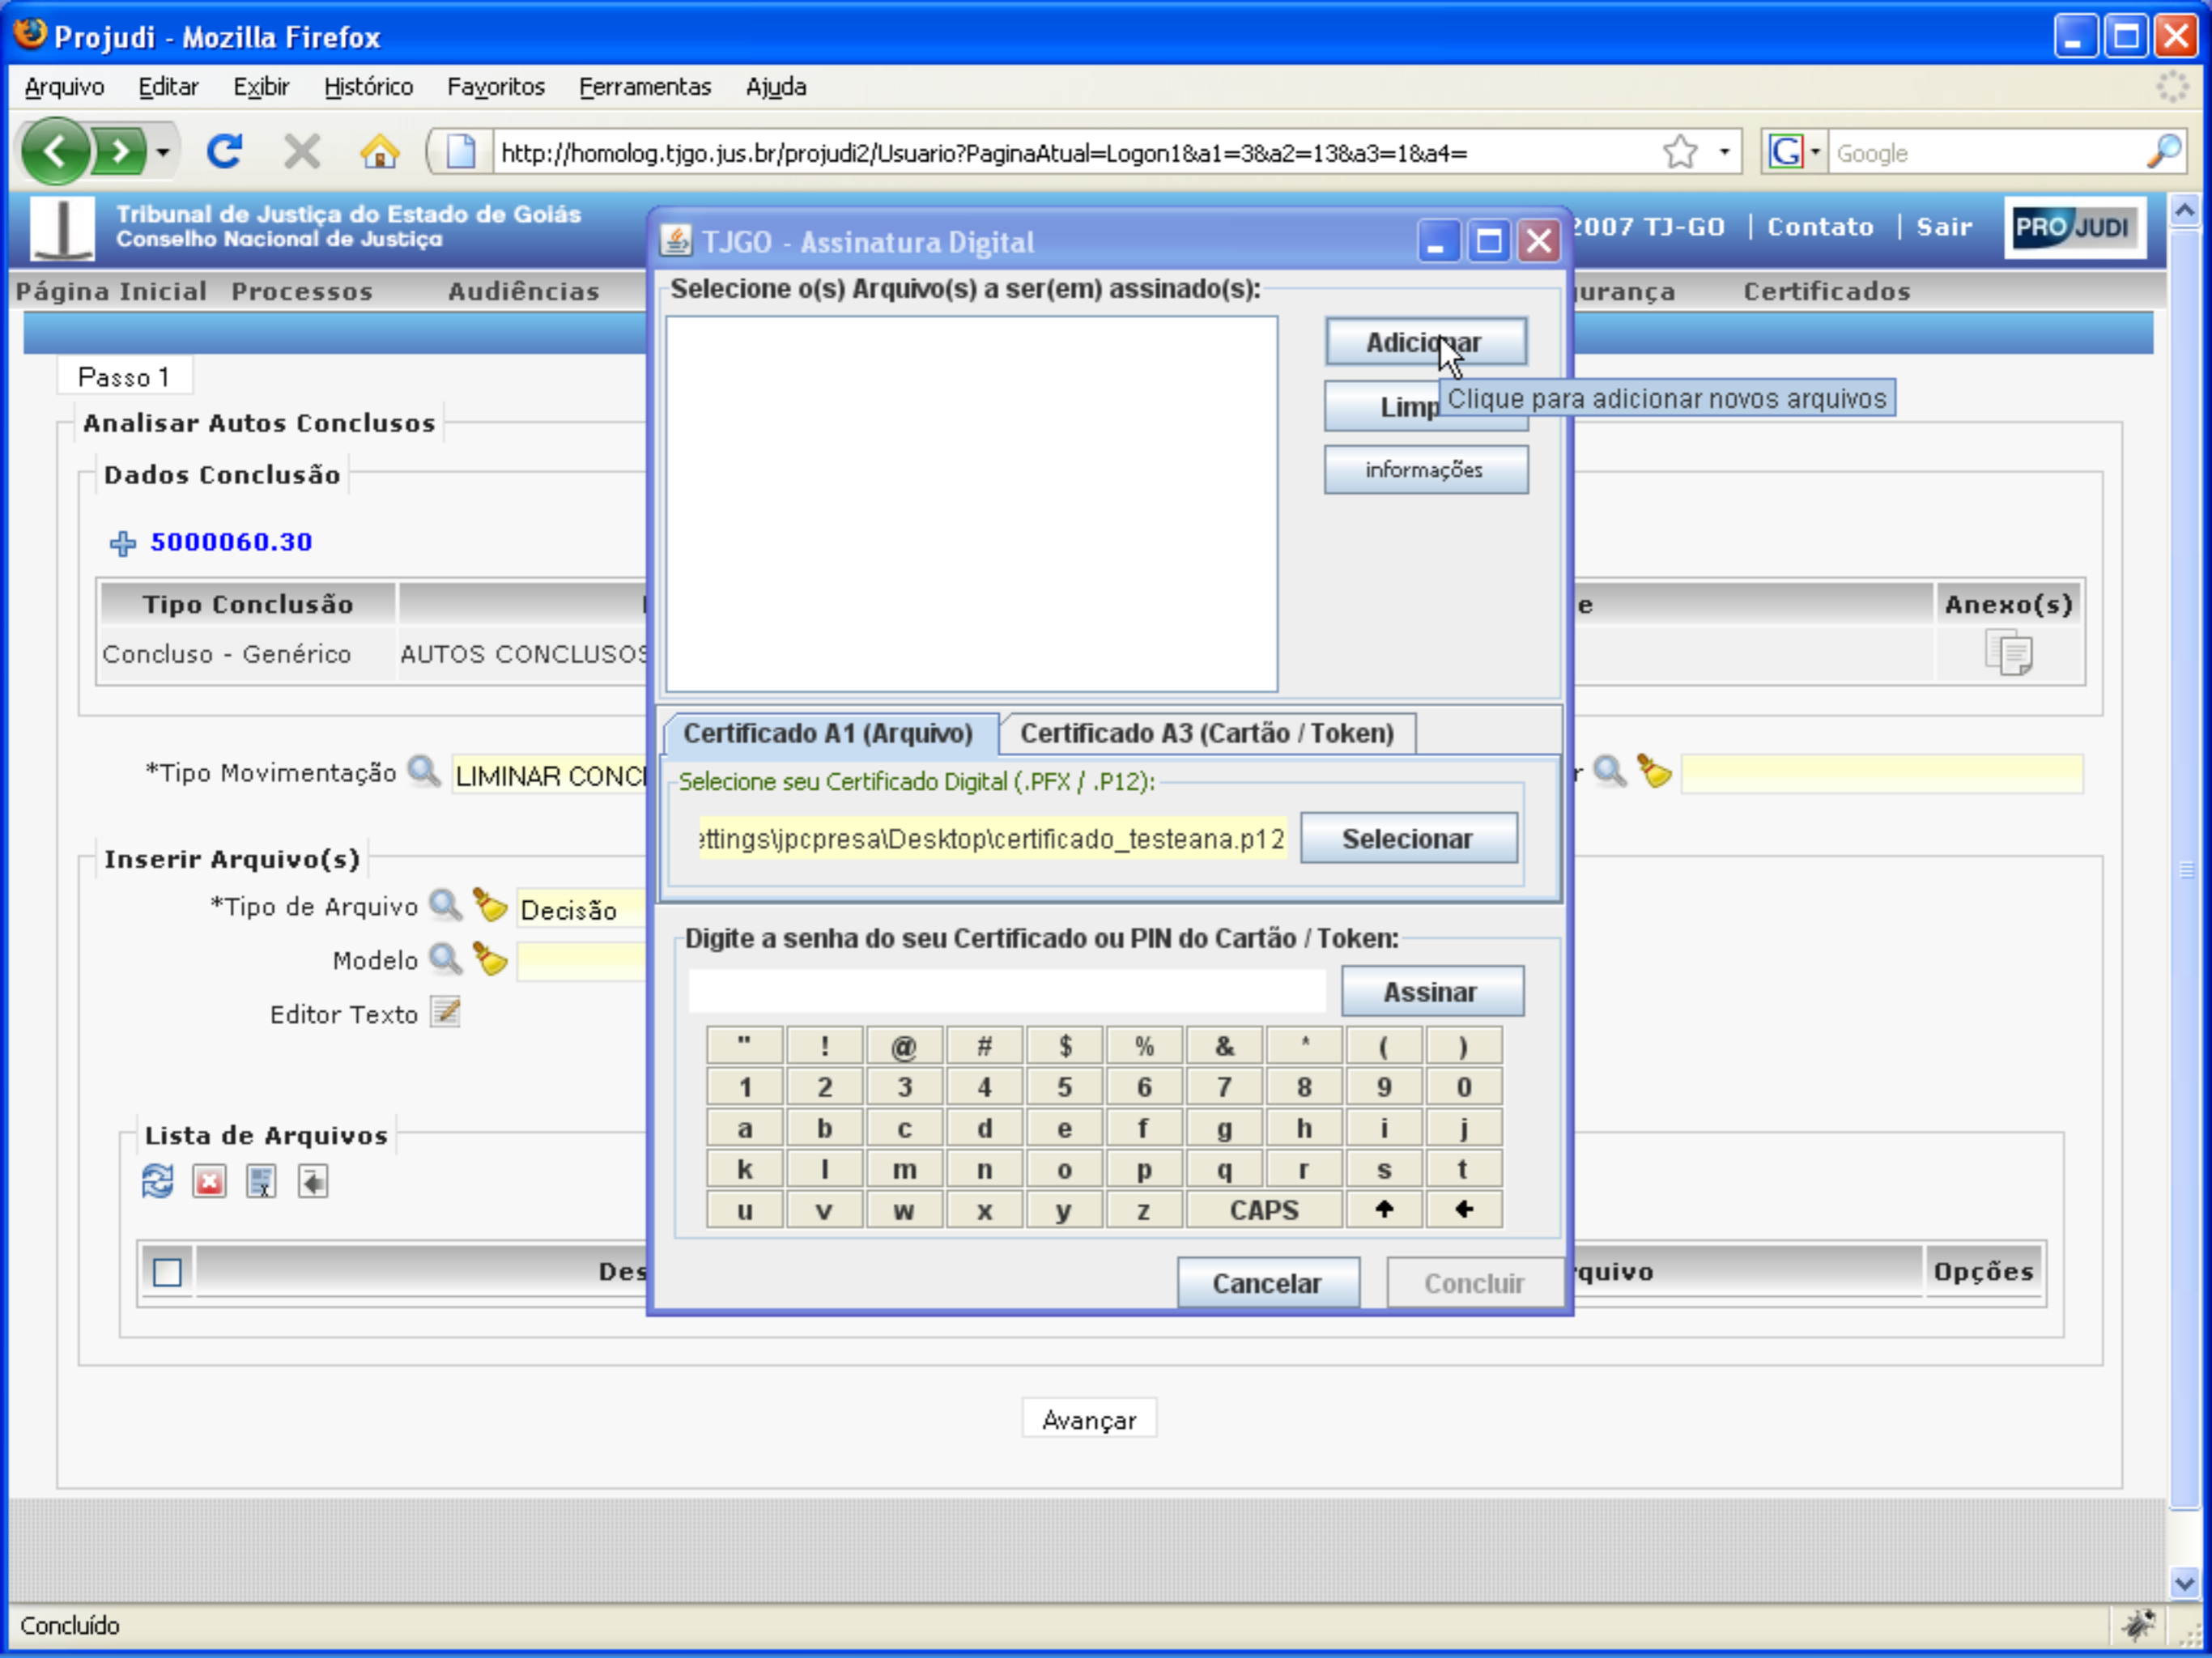 Projudi - Mozilla Firefox
Arquivo Editar Exibir Histórico Favoritos Ferramentas Ajuda
http://homolog.tjgo.jus.br/projudi2/Usuario?PaginaAtual=Logon1&a1=3&a2=13&a3=1&a4=
Google
Tribunal de Justiça do Estado de Goiás
Conselho Nacional de Justiça
2007 TJ-GO | Contato | Sair
PROJUDI
Página Inicial Processos Audiências urança Certificados
TJGO - Assinatura Digital
Selecione o(s) Arquivo(s) a ser(em) assinado(s):
Adicionar
Limp
Clique para adicionar novos arquivos
informações
Passo 1
Analisar Autos Conclusos
Dados Conclusão
5000060.30
Tipo Conclusão e Anexo(s)
Concluso - Genérico AUTOS CONCLUSOS
Certificado A1 (Arquivo) Certificado A3 (Cartão / Token)
*Tipo Movimentação LIMINAR CONC r
Selecione seu Certificado Digital (.PFX / .P12):
ettings\jpcpresa\Desktop\certificado_testeana.p12 Selecionar
Inserir Arquivo(s)
*Tipo de Arquivo Decisão
Modelo
Editor Texto
Digite a senha do seu Certificado ou PIN do Cartão / Token:
Assinar
" ! @ # $ % & * ( )
1 2 3 4 5 6 7 8 9 0
a b c d e f g h i j
k l m n o p q r s t
u v w x y z CAPS
Lista de Arquivos
Des quivo Opções
Cancelar Concluir
Avançar
Concluído